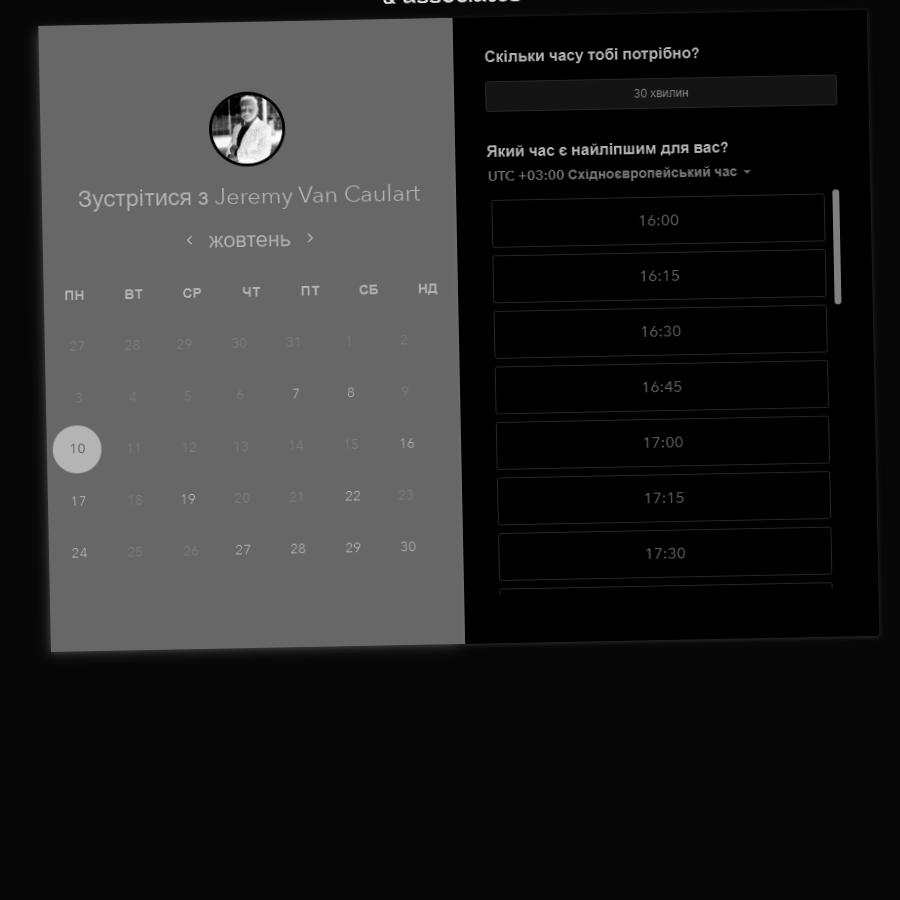 & associates
Зустрітися з Jeremy Van Caulart
жовтень
ПН ВТ СР ЧТ ПТ СБ НД
27 28 29 30 31 1 2
3 4 5 6 7 8 9
10 11 12 13 14 15 16
17 18 19 20 21 22 23
24 25 26 27 28 29 30
Скільки часу тобі потрібно?
30 хвилин
Який час є найліпшим для вас?
UTC +03:00 Східноєвропейський час
16:00
16:15
16:30
16:45
17:00
17:15
17:30